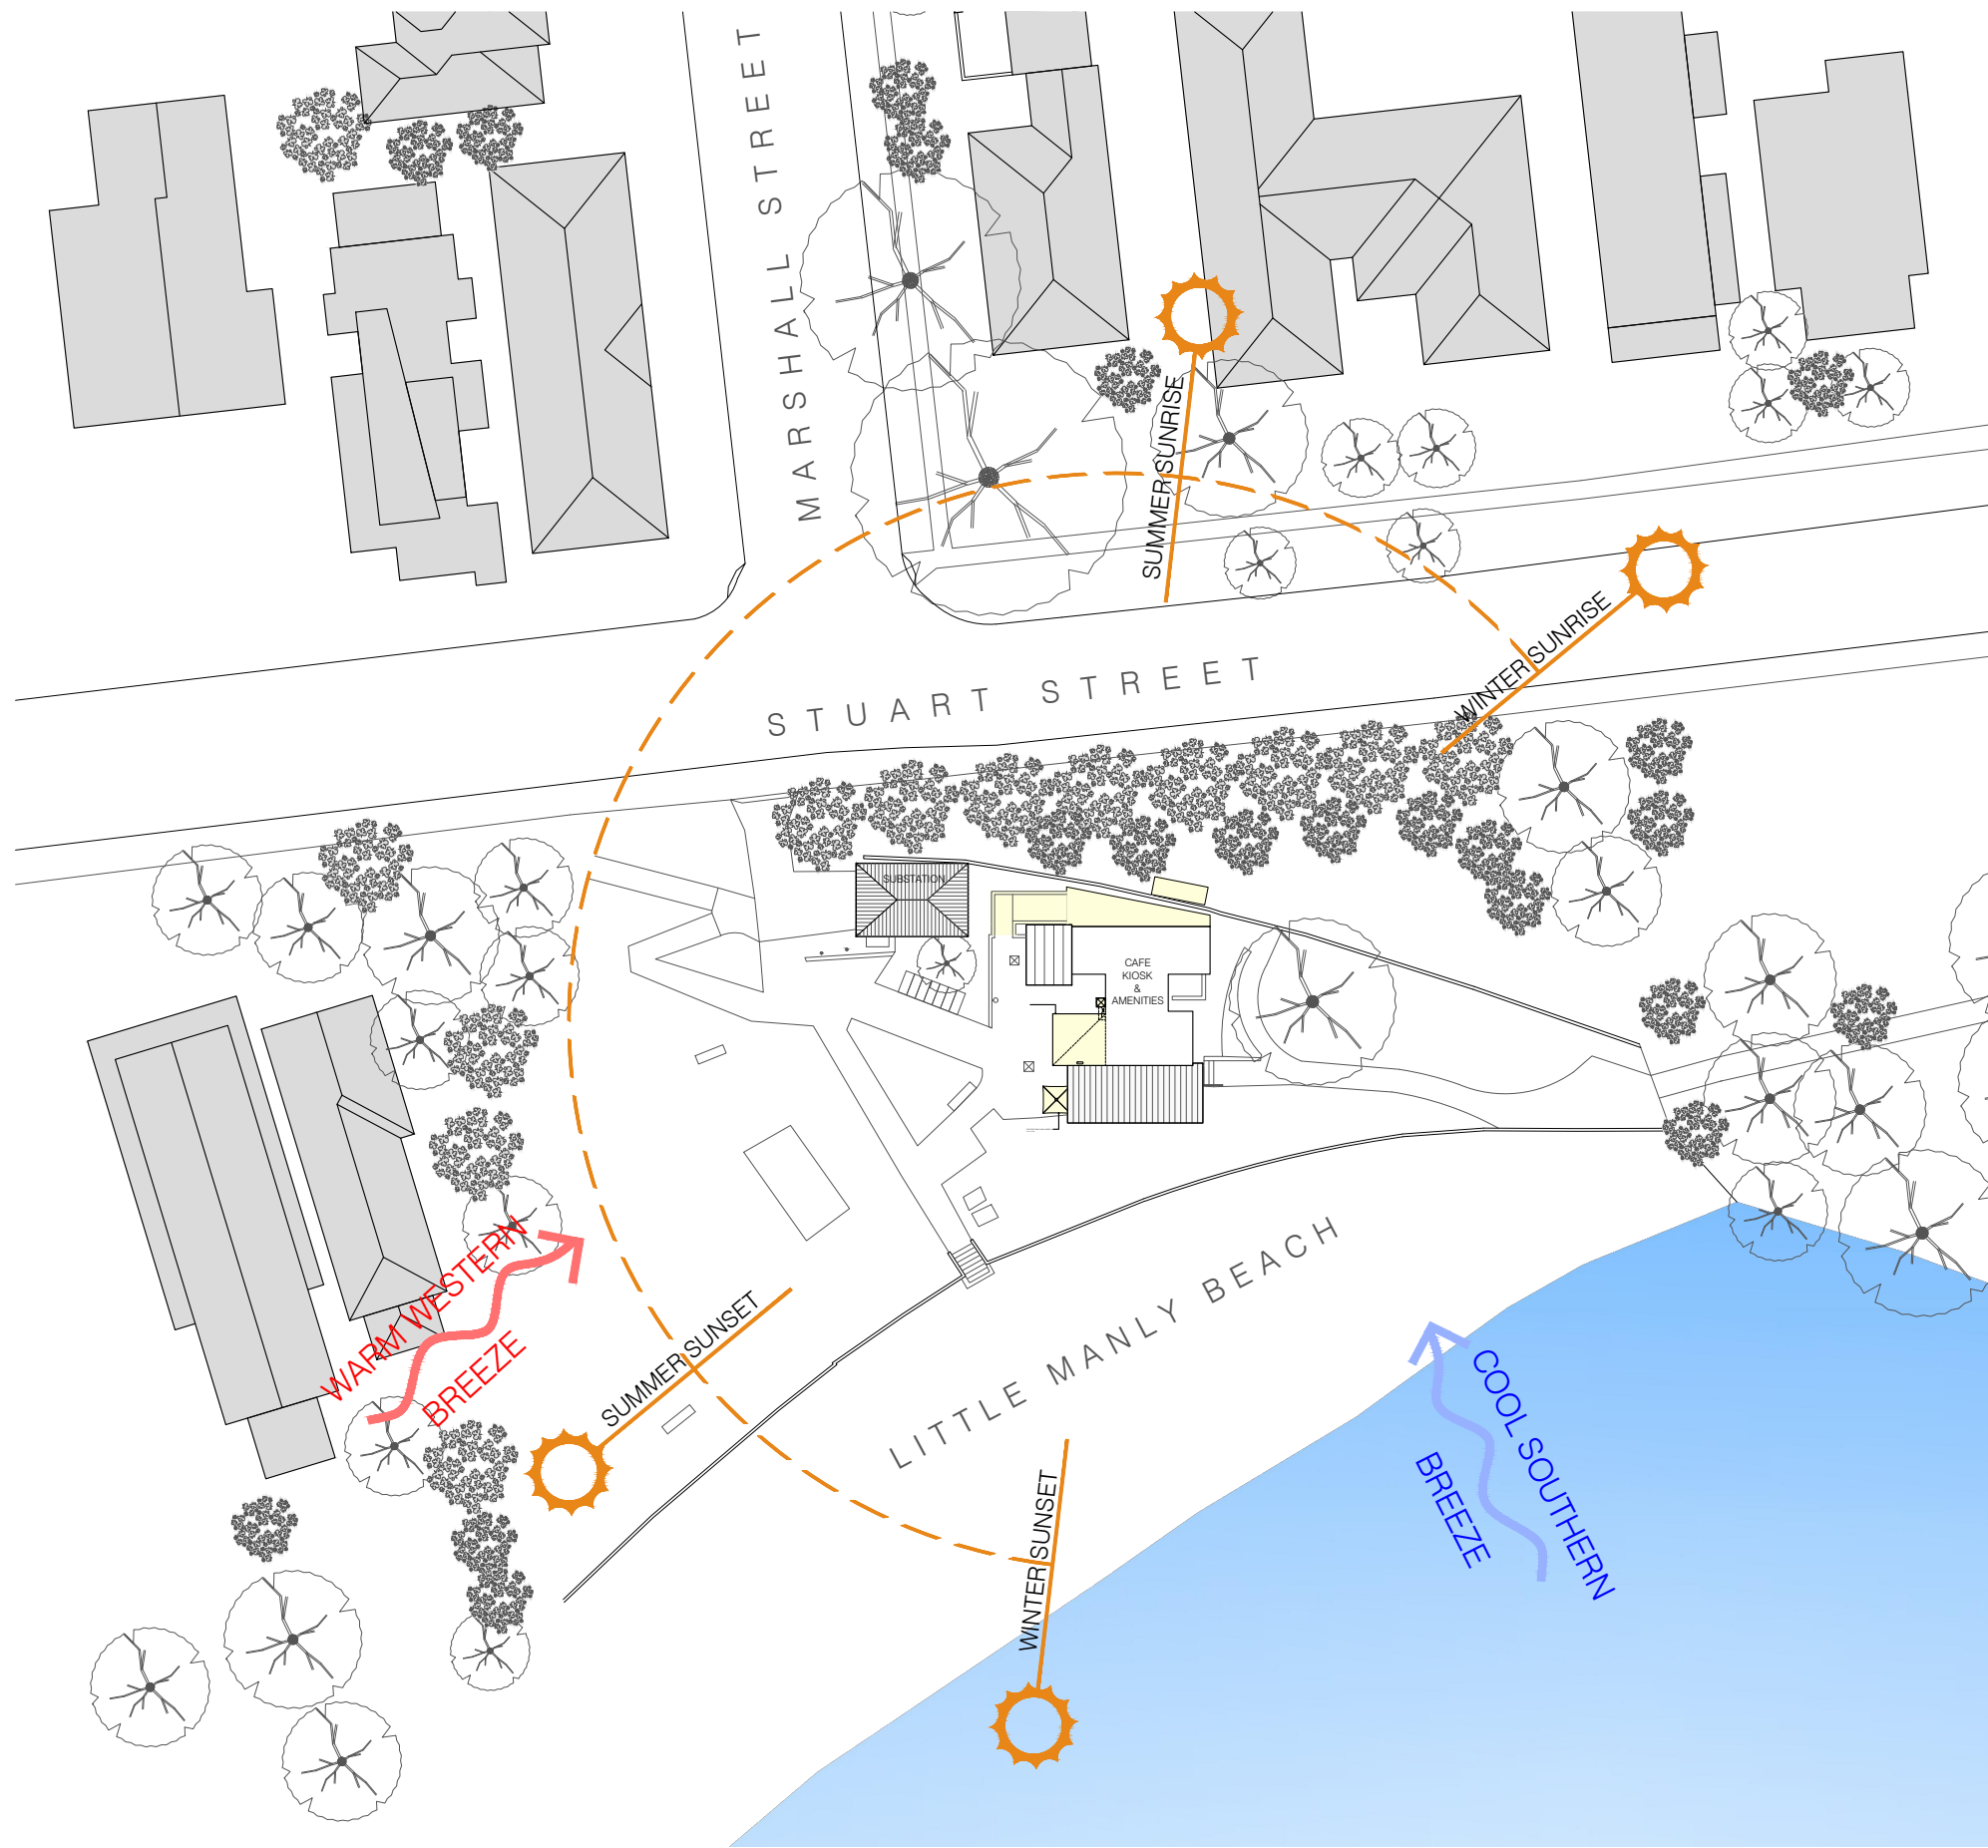 MARSHALL STREET
SUMMER SUNRISE
WINTER SUNRISE
STUART STREET
SUBSTATION
CAFE
KIOSK
&
AMENITIES
WARM WESTERN
BREEZE
SUMMER SUNSET
LITTLE MANLY BEACH
COOL SOUTHERN
BREEZE
WINTER SUNSET